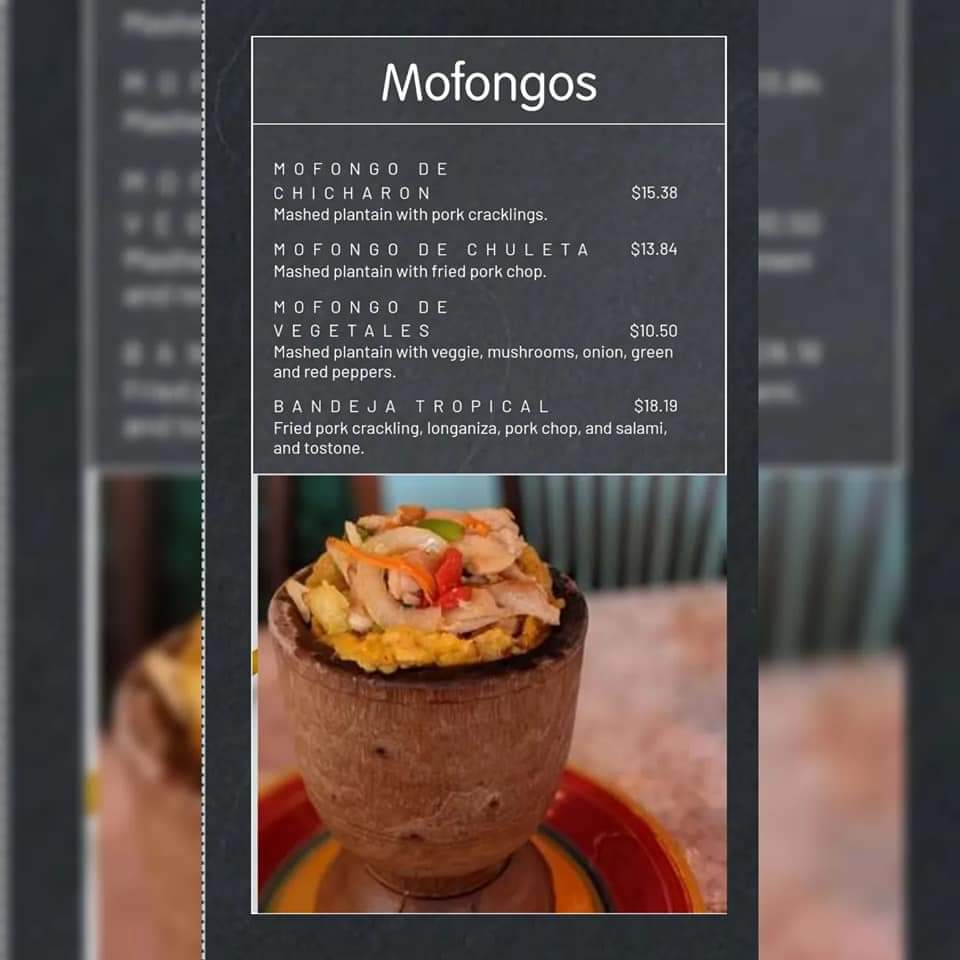 Mofongos
MOFONGO DE
CHICHARON $15.38
Mashed plantain with pork cracklings.
MOFONGO DE CHULETA $13.84
Mashed plantain with fried pork chop.
MOFONGO DE
VEGETALES $10.50
Mashed plantain with veggie, mushrooms, onion, green
and red peppers.
BANDEJA TROPICAL $18.19
Fried pork crackling, longaniza, pork chop, and salami,
and tostone.